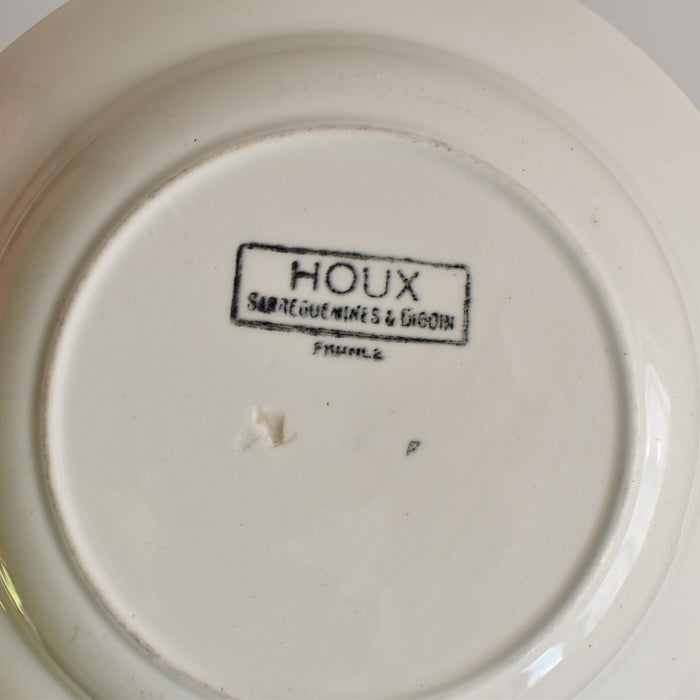 HOUX
SARREGUEMINES & DIGOIN
FRANCE
F